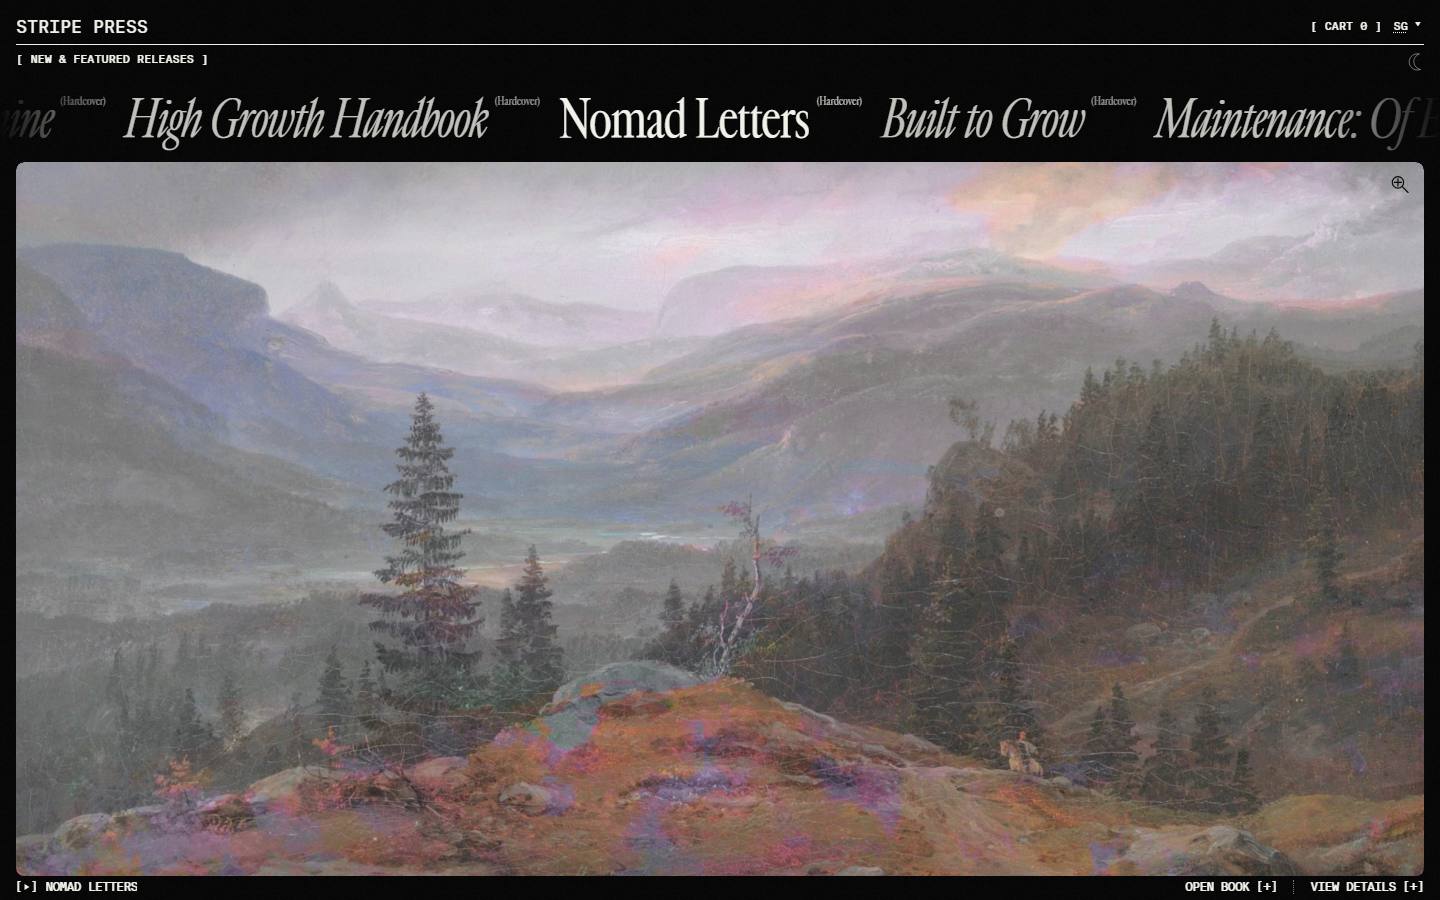 STRIPE PRESS
[ CART 0 ] SG
[ NEW & FEATURED RELEASES ]
(Hardcover) High Growth Handbook (Hardcover) Nomad Letters (Hardcover) Built to Grow (Hardcover) Maintenance: Of
[▸] NOMAD LETTERS
OPEN BOOK [+] VIEW DETAILS [+]